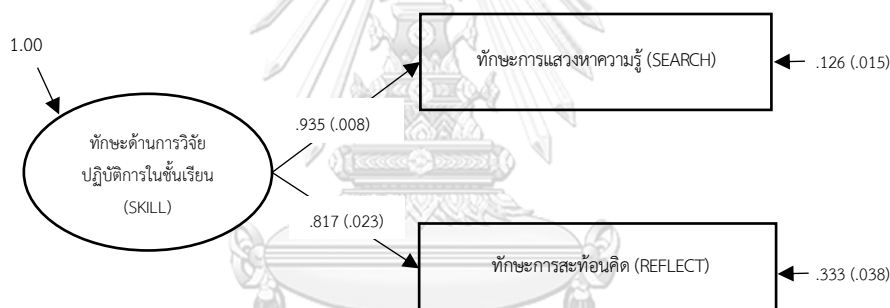 1.00
ทักษะการแสวงหาความรู้ (SEARCH)
.126 (.015)
.935 (.008)
ทักษะด้านการวิจัย
ปฏิบัติการในชั้นเรียน
(SKILL)
.817 (.023)
ทักษะการสะท้อนคิด (REFLECT)
.333 (.038)